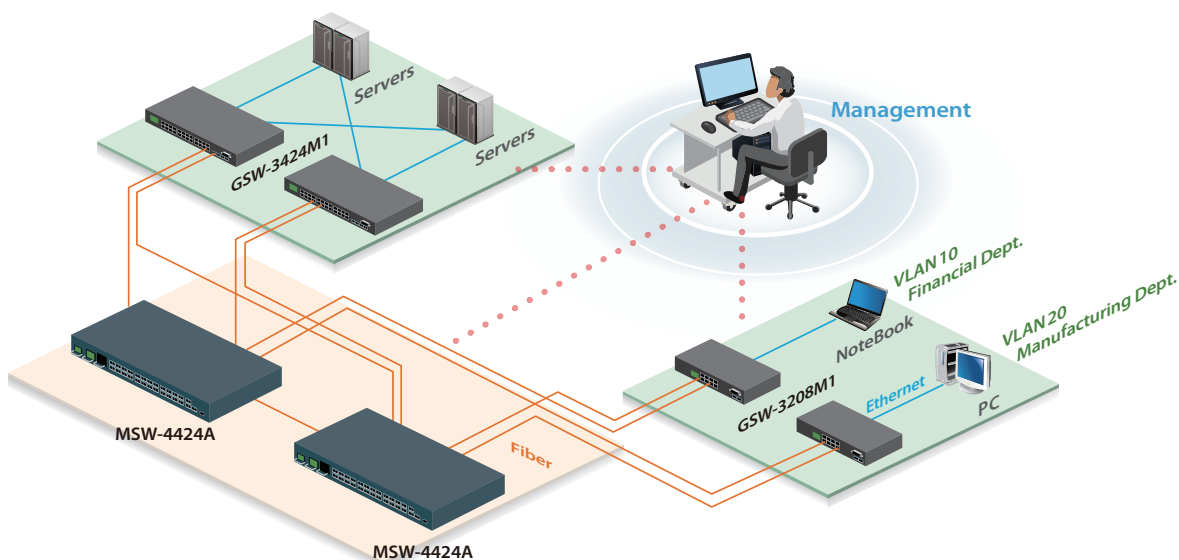 Servers
Servers
GSW-3424M1
Management
VLAN 10
Financial Dept.
VLAN 20
Manufacturing Dept.
NoteBook
GSW-3208M1
Ethernet
PC
MSW-4424A
Fiber
MSW-4424A